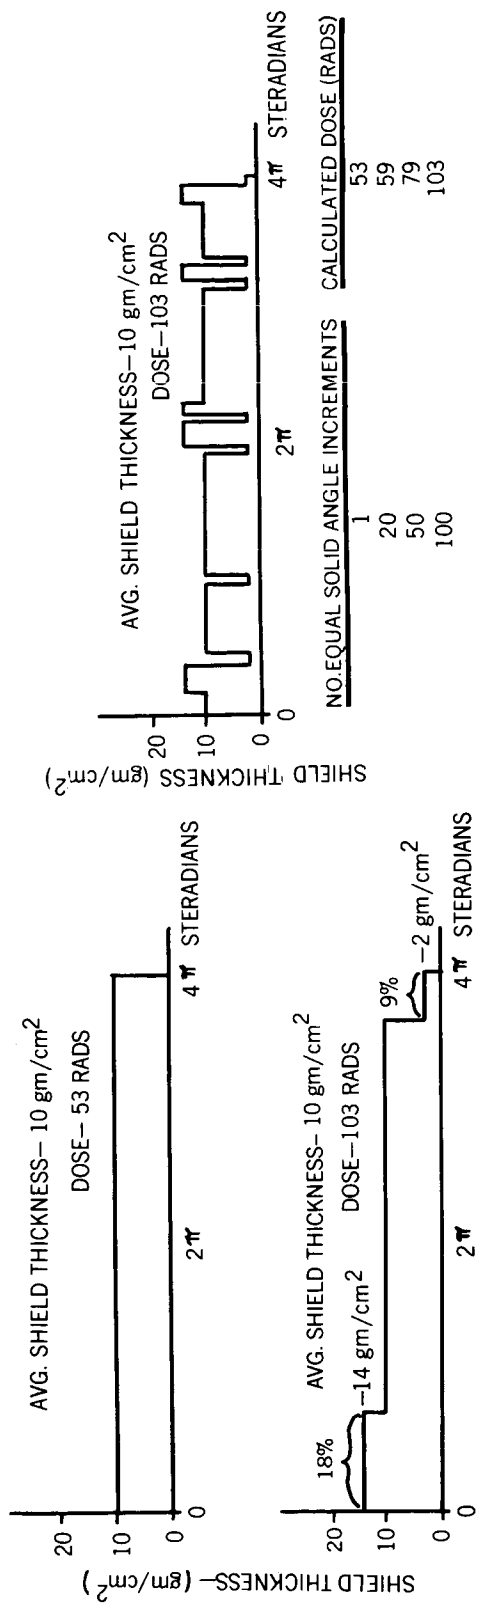 AVG. SHIELD THICKNESS– 10 gm/cm²
DOSE– 53 RADS
20
10
0
0
2π
4π STERADIANS
SHIELD THICKNESS–(gm/cm²)
AVG. SHIELD THICKNESS– 10 gm/cm²
DOSE–103 RADS
18%
–14 gm/cm²
9%
–2 gm/cm²
20
10
0
0
2π
4π STERADIANS
AVG. SHIELD THICKNESS–10 gm/cm²
DOSE–103 RADS
20
10
0
0
2π
4π STERADIANS
SHIELD THICKNESS (gm/cm²)
NO. EQUAL SOLID ANGLE INCREMENTS CALCULATED DOSE (RADS)
1 53
20 59
50 79
100 103